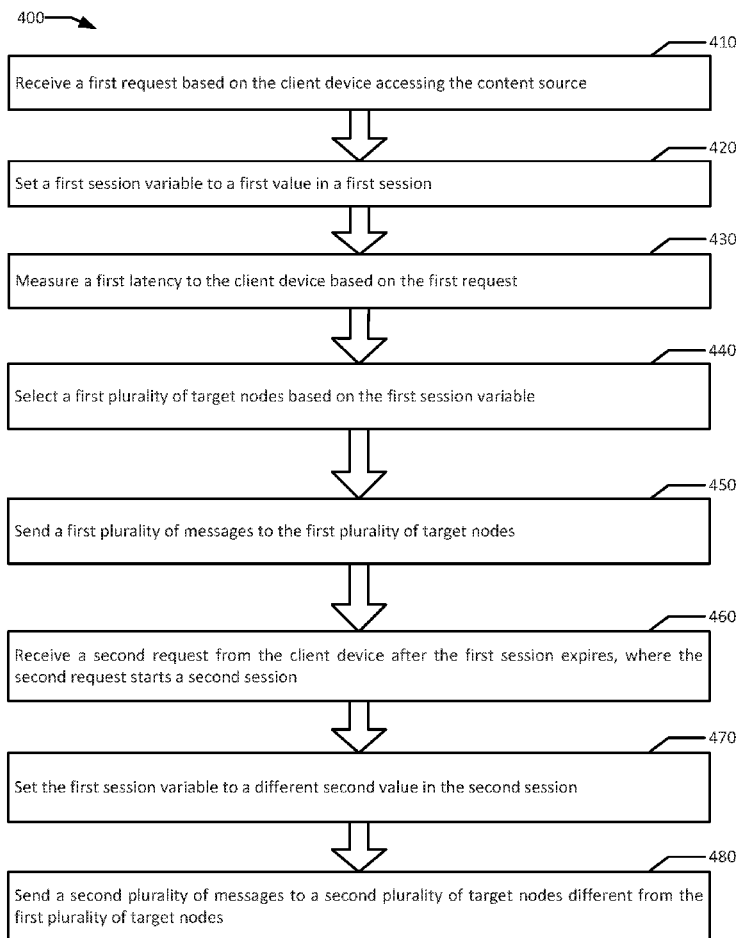 400
410
Receive a first request based on the client device accessing the content source
420
Set a first session variable to a first value in a first session
430
Measure a first latency to the client device based on the first request
440
Select a first plurality of target nodes based on the first session variable
450
Send a first plurality of messages to the first plurality of target nodes
460
Receive a second request from the client device after the first session expires, where the
second request starts a second session
470
Set the first session variable to a different second value in the second session
480
Send a second plurality of messages to a second plurality of target nodes different from the
first plurality of target nodes